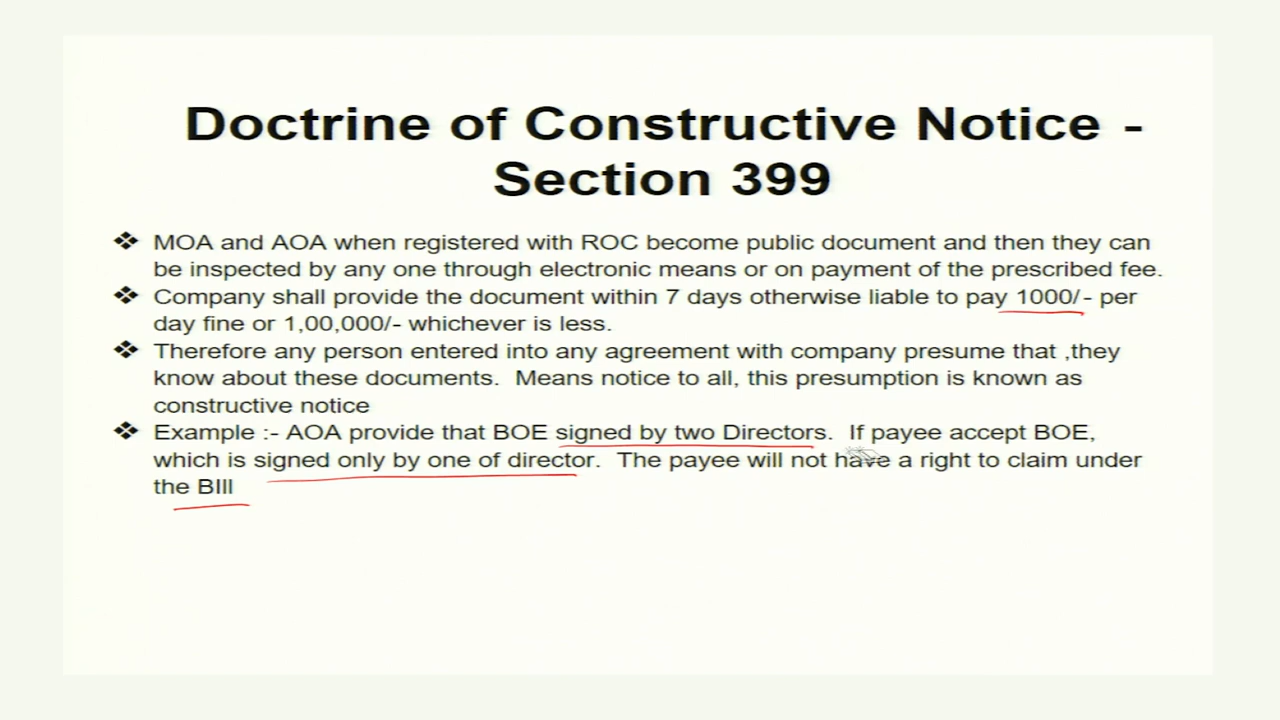 Doctrine of Constructive Notice -
Section 399
❖ MOA and AOA when registered with ROC become public document and then they can
be inspected by any one through electronic means or on payment of the prescribed fee.
❖ Company shall provide the document within 7 days otherwise liable to pay 1000/- per
day fine or 1,00,000/- whichever is less.
❖ Therefore any person entered into any agreement with company presume that ,they
know about these documents. Means notice to all, this presumption is known as
constructive notice
❖ Example :- AOA provide that BOE signed by two Directors. If payee accept BOE,
which is signed only by one of director. The payee will not have a right to claim under
the BIll